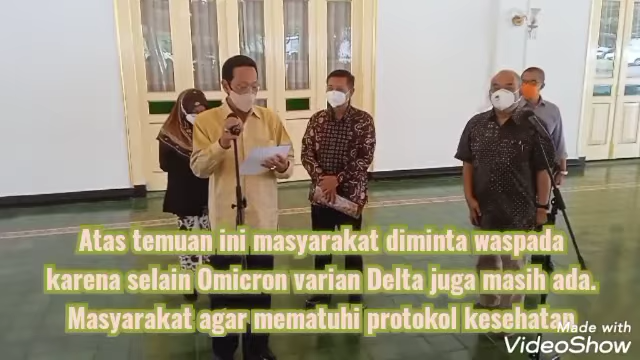 Atas temuan ini masyarakat diminta waspada
karena selain Omicron varian Delta juga masih ada.
Masyarakat agar mematuhi protokol kesehatan
Made with
VideoShow